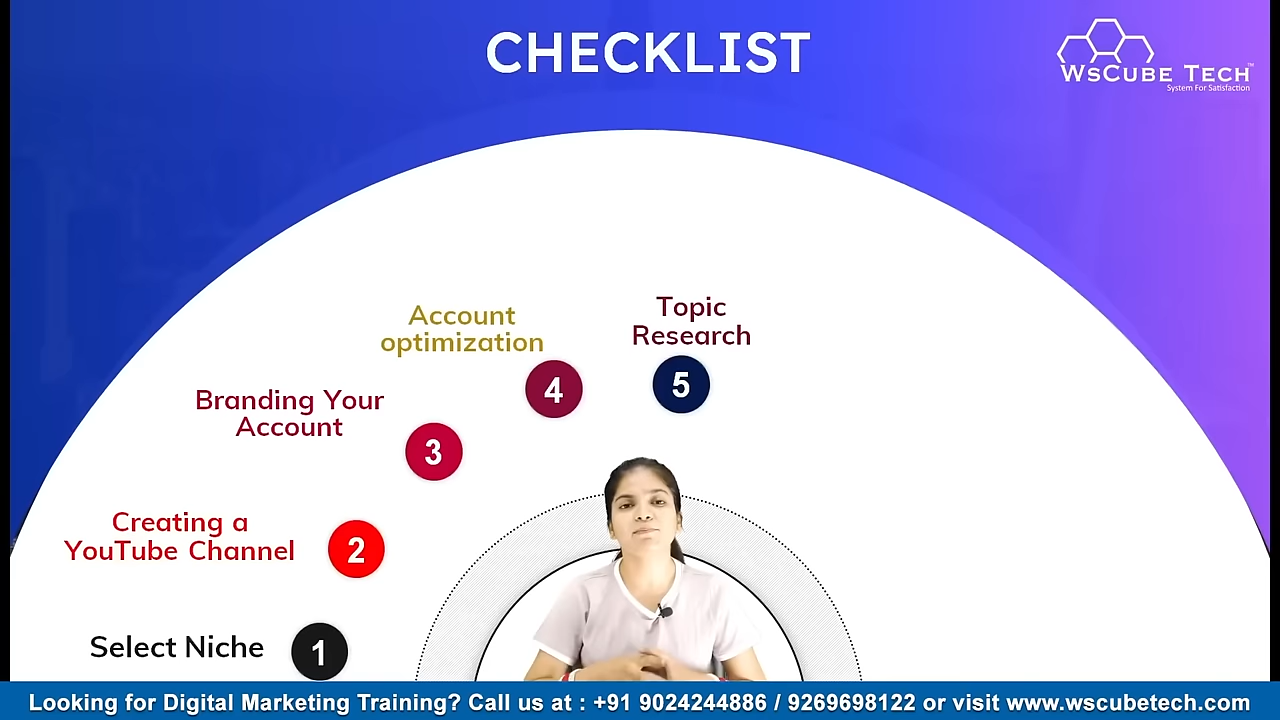 CHECKLIST
WSCUBE TECH™
System For Satisfaction
Topic
Research
5
Account
optimization
4
Branding Your
Account
3
Creating a
YouTube Channel
2
Select Niche
1
Looking for Digital Marketing Training? Call us at : +91 9024244886 / 9269698122 or visit www.wscubetech.com